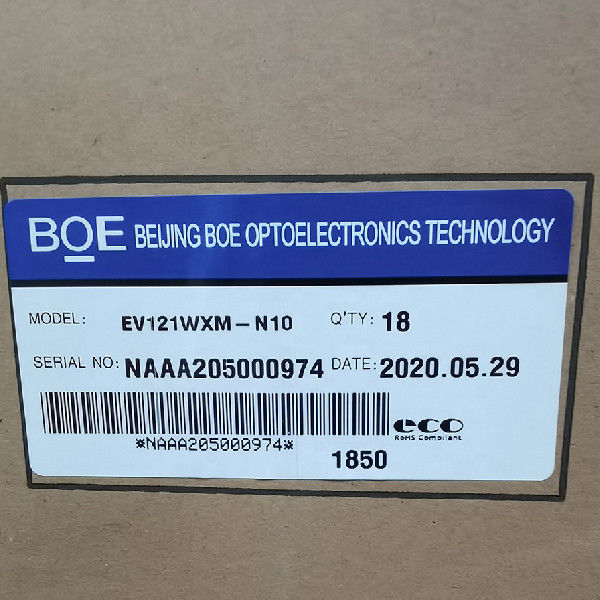 BOE BEIJING BOE OPTOELECTRONICS TECHNOLOGY
MODEL: EV121WXM-N10 Q'TY: 18
SERIAL NO: NAAA205000974 DATE: 2020.05.29
*NAAA205000974*
eco
RoHS Compliant
1850